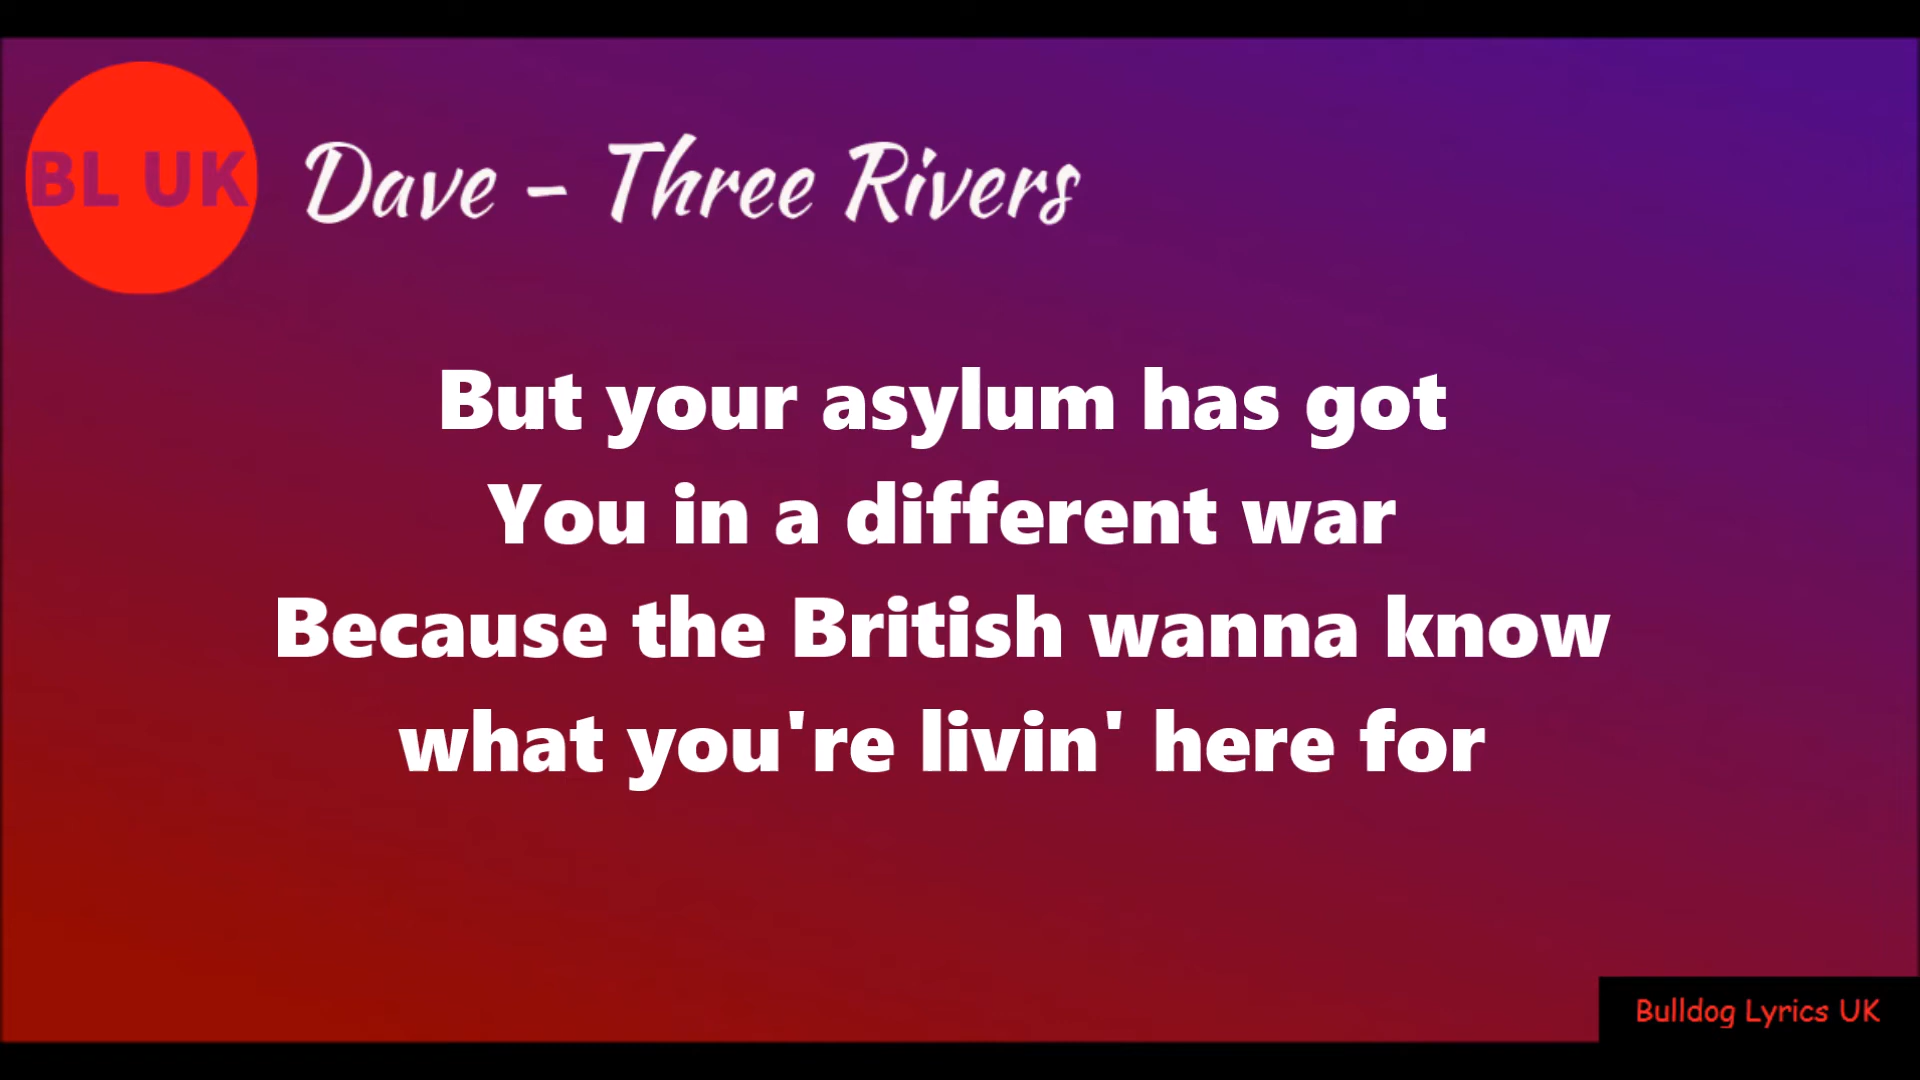 BL UK
Dave - Three Rivers
But your asylum has got
You in a different war
Because the British wanna know
what you're livin' here for
Bulldog Lyrics UK